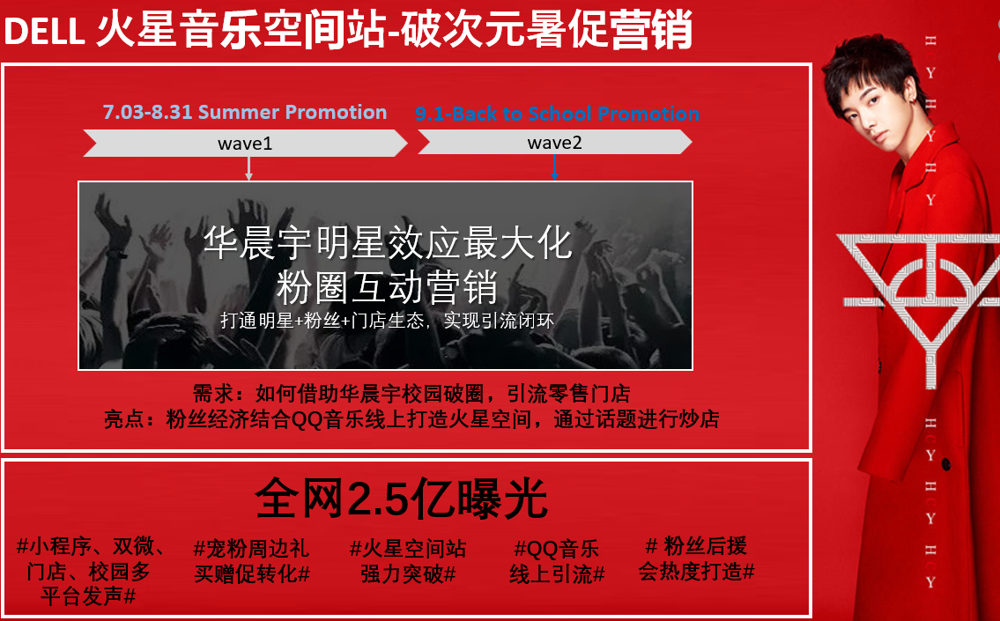 DELL 火星音乐空间站-破次元暑促营销
7.03-8.31 Summer Promotion
9.1-Back to School Promotion
wave1
wave2
华晨宇明星效应最大化
粉圈互动营销
打通明星+粉丝+门店生态，实现引流闭环
需求：如何借助华晨宇校园破圈，引流零售门店
亮点：粉丝经济结合QQ音乐线上打造火星空间，通过话题进行炒店
全网2.5亿曝光
#小程序、双微、
门店、校园多
平台发声#
#宠粉周边礼
买赠促转化#
#火星空间站
强力突破#
#QQ音乐
线上引流#
# 粉丝后援
会热度打造#
H
Y
H
Y
H
Y
H
C
Y
H
C
Y
H
C
Y